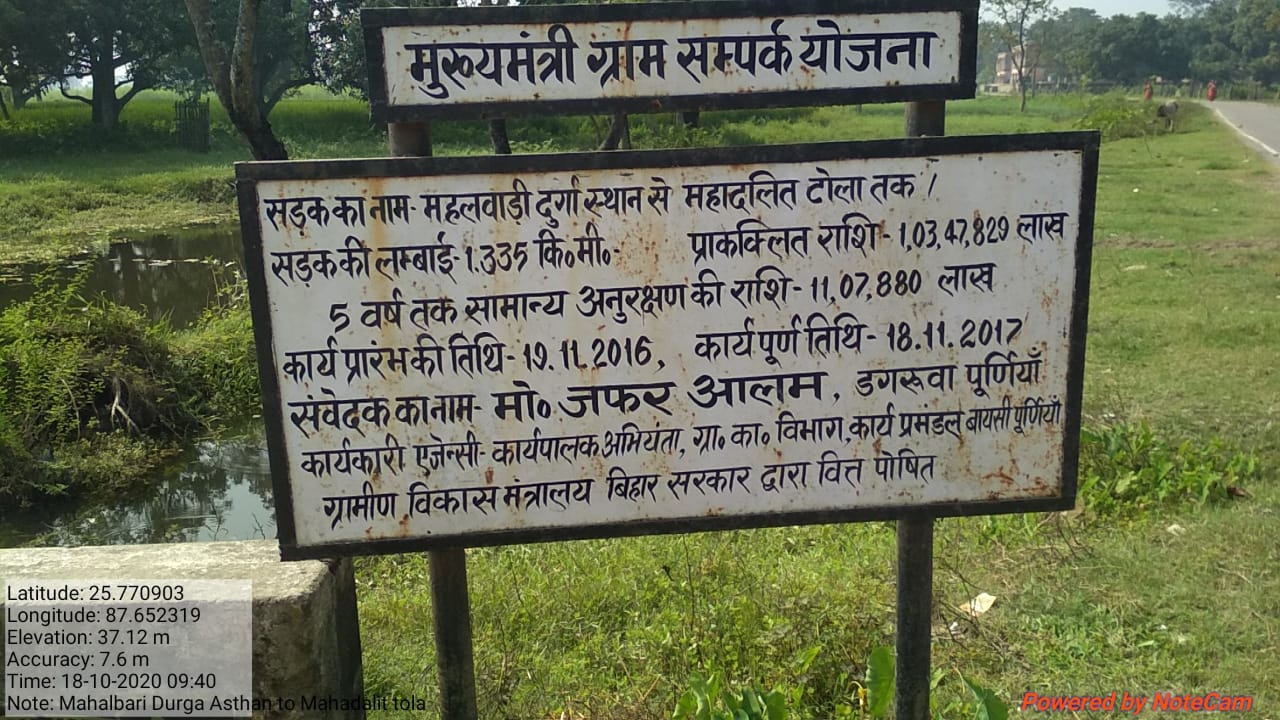 मुख्यमंत्री ग्राम सम्पर्क योजना
सड़क का नाम- महलवाड़ी दुर्गा स्थान से महादलित टोला तक।
सड़क की लम्बाई-1.335 कि०मी०- प्राकक्लित राशि-1,03,47,829 लाख
5 वर्ष तक सामान्य अनुरक्षण की राशि-11,07,880 लाख
कार्य प्रारंभ की तिथि-19.11.2016, कार्य पूर्ण तिथि-18.11.2017
संवेदक का नाम- मो० जफर आलम, डगरूवा पूर्णियाँ
कार्यकारी एजेन्सी- कार्यपालक अभियंता, ग्रा० का० विभाग, कार्य प्रमडल बायसी पूर्णियाँ
ग्रामीण विकास मंत्रालय बिहार सरकार द्वारा वित्त पोषित
Latitude: 25.770903
Longitude: 87.652319
Elevation: 37.12 m
Accuracy: 7.6 m
Time: 18-10-2020 09:40
Note: Mahalbari Durga Asthan to Mahadalit tola
Powered by NoteCam